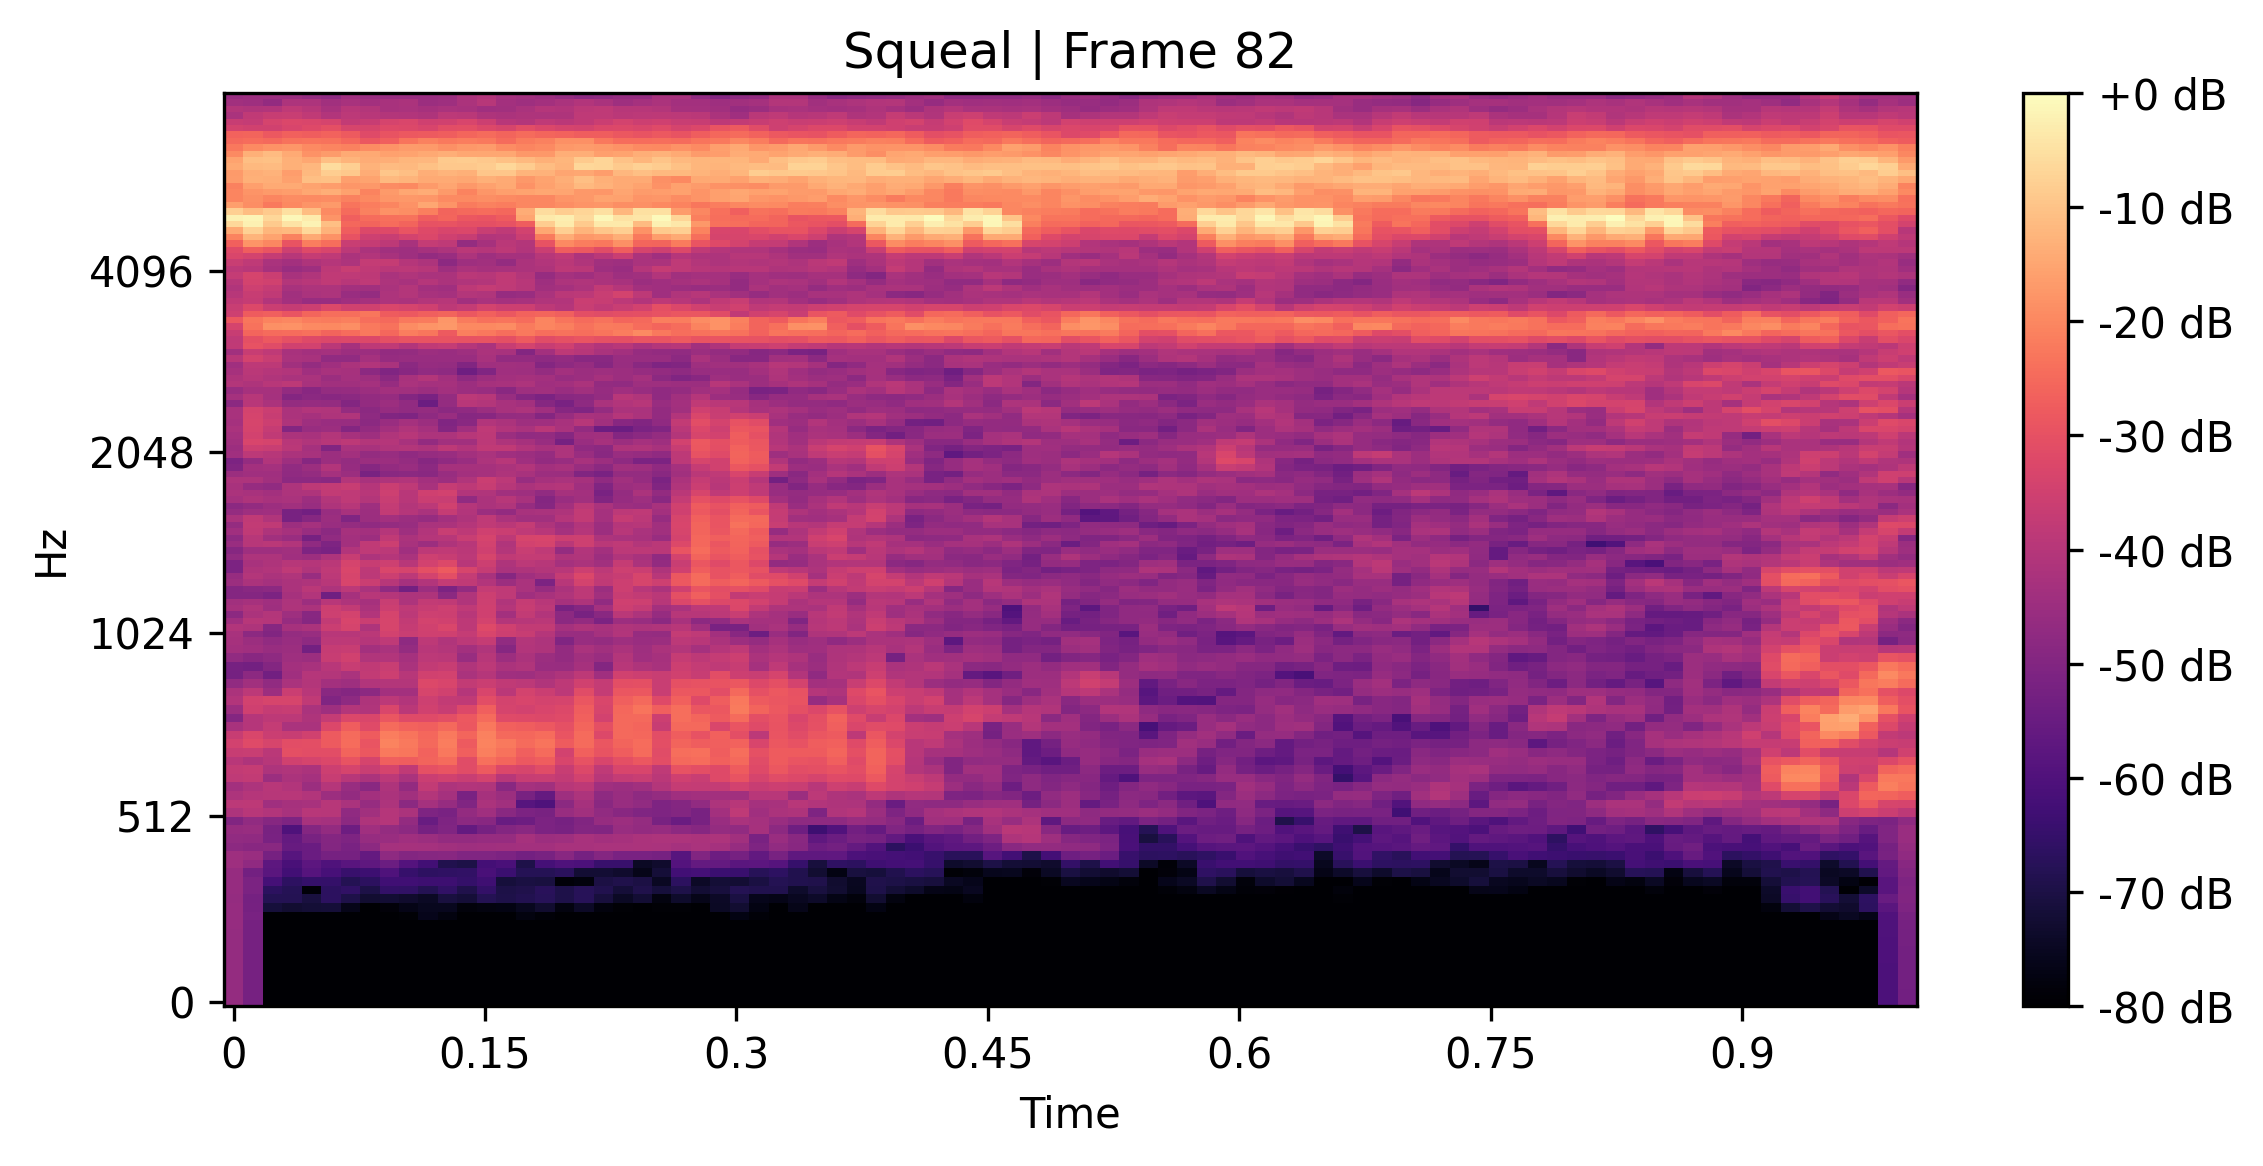 Squeal | Frame 82
Hz
4096
2048
1024
512
0
0 0.15 0.3 0.45 0.6 0.75 0.9
Time
+0 dB
-10 dB
-20 dB
-30 dB
-40 dB
-50 dB
-60 dB
-70 dB
-80 dB